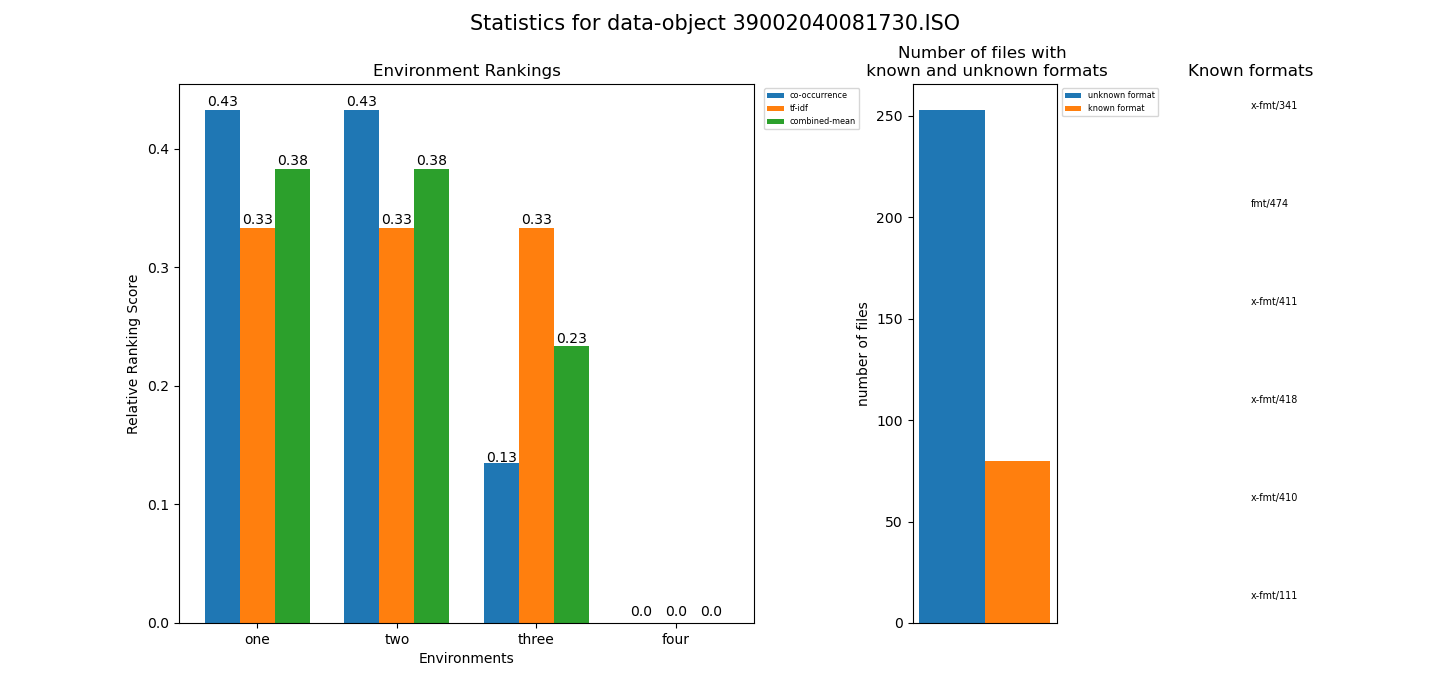 Statistics for data-object 39002040081730.ISO
Environment Rankings
0.43
0.33
0.38
0.43
0.33
0.38
0.13
0.33
0.23
0.0
0.0
0.0
0.4
0.3
0.2
0.1
0.0
Relative Ranking Score
one
two
three
four
Environments
co-occurrence
tf-idf
combined-mean
Number of files with
known and unknown formats
250
200
150
100
50
0
number of files
unknown format
known format
Known formats
x-fmt/341
fmt/474
x-fmt/411
x-fmt/418
x-fmt/410
x-fmt/111